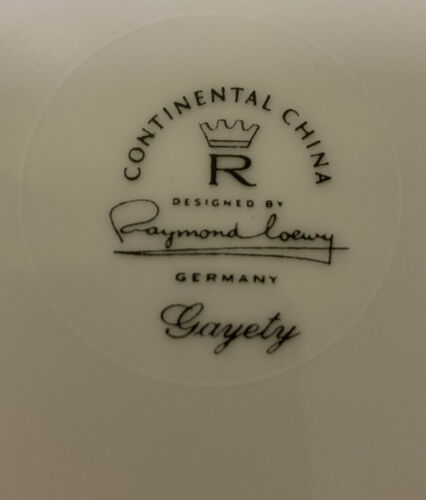 CONTINENTAL CHINA
R
DESIGNED BY
Raymond Loewy
GERMANY
Gayety